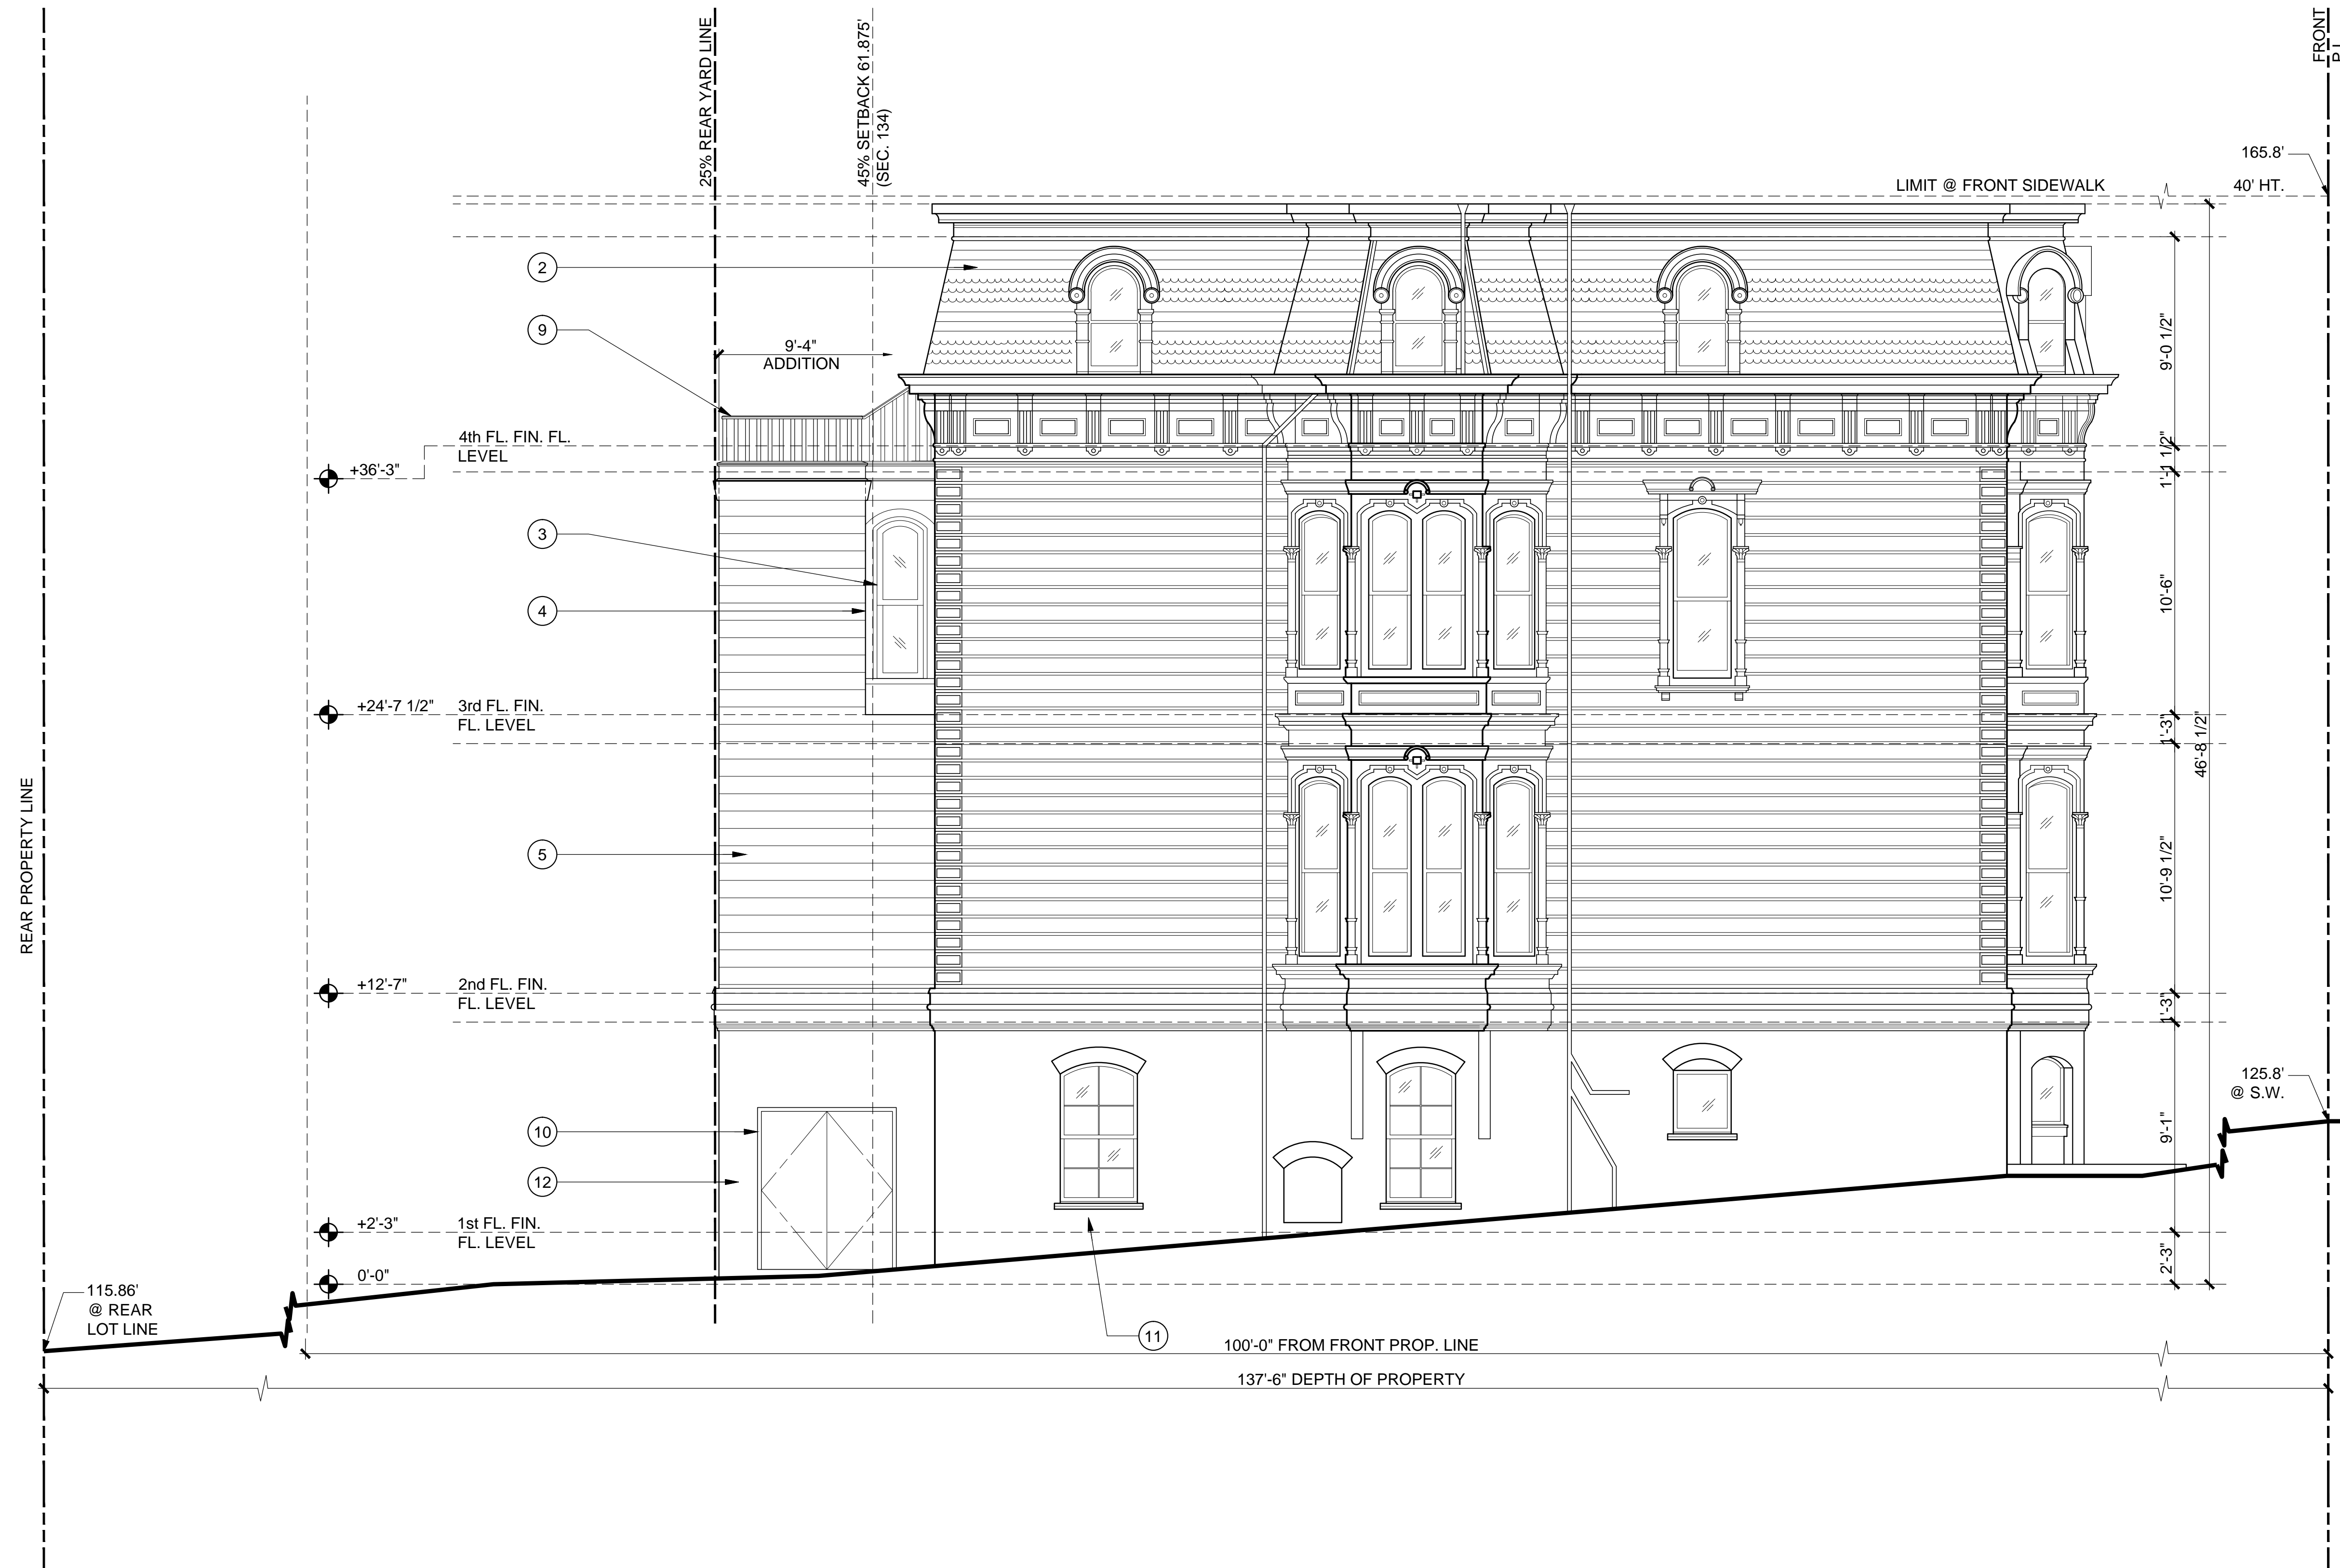 25% REAR YARD LINE
45% SETBACK 61.875'
(SEC. 134)
FRONT
165.8'
LIMIT @ FRONT SIDEWALK
40' HT.
2
9
9'-4"
ADDITION
9'-0 1/2"
4th FL. FIN. FL.
LEVEL
+36'-3"
1'-1 1/2"
3
4
10'-6"
+24'-7 1/2"
3rd FL. FIN.
FL. LEVEL
1'-3"
46'-8 1/2"
REAR PROPERTY LINE
5
10'-9 1/2"
+12'-7"
2nd FL. FIN.
FL. LEVEL
1'-3"
125.8'
@ S.W.
10
9'-1"
12
+2'-3"
1st FL. FIN.
FL. LEVEL
2'-3"
0'-0"
115.86'
@ REAR
LOT LINE
11
100'-0" FROM FRONT PROP. LINE
137'-6" DEPTH OF PROPERTY